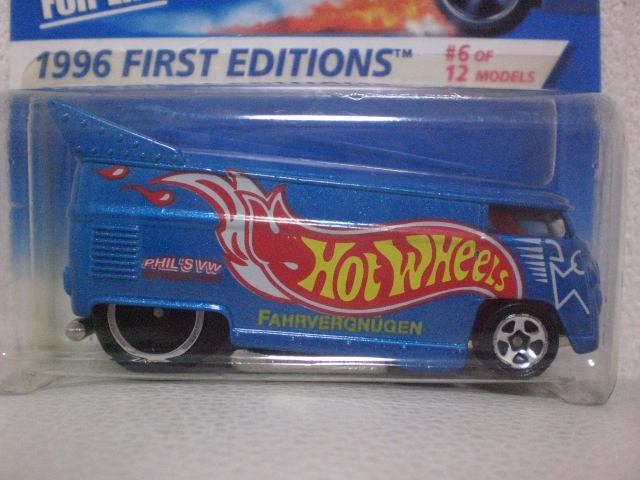 1996 FIRST EDITIONS™
#6 OF
12 MODELS
PHIL'S VW
HOT WHEELS
FAHRVERGNÜGEN